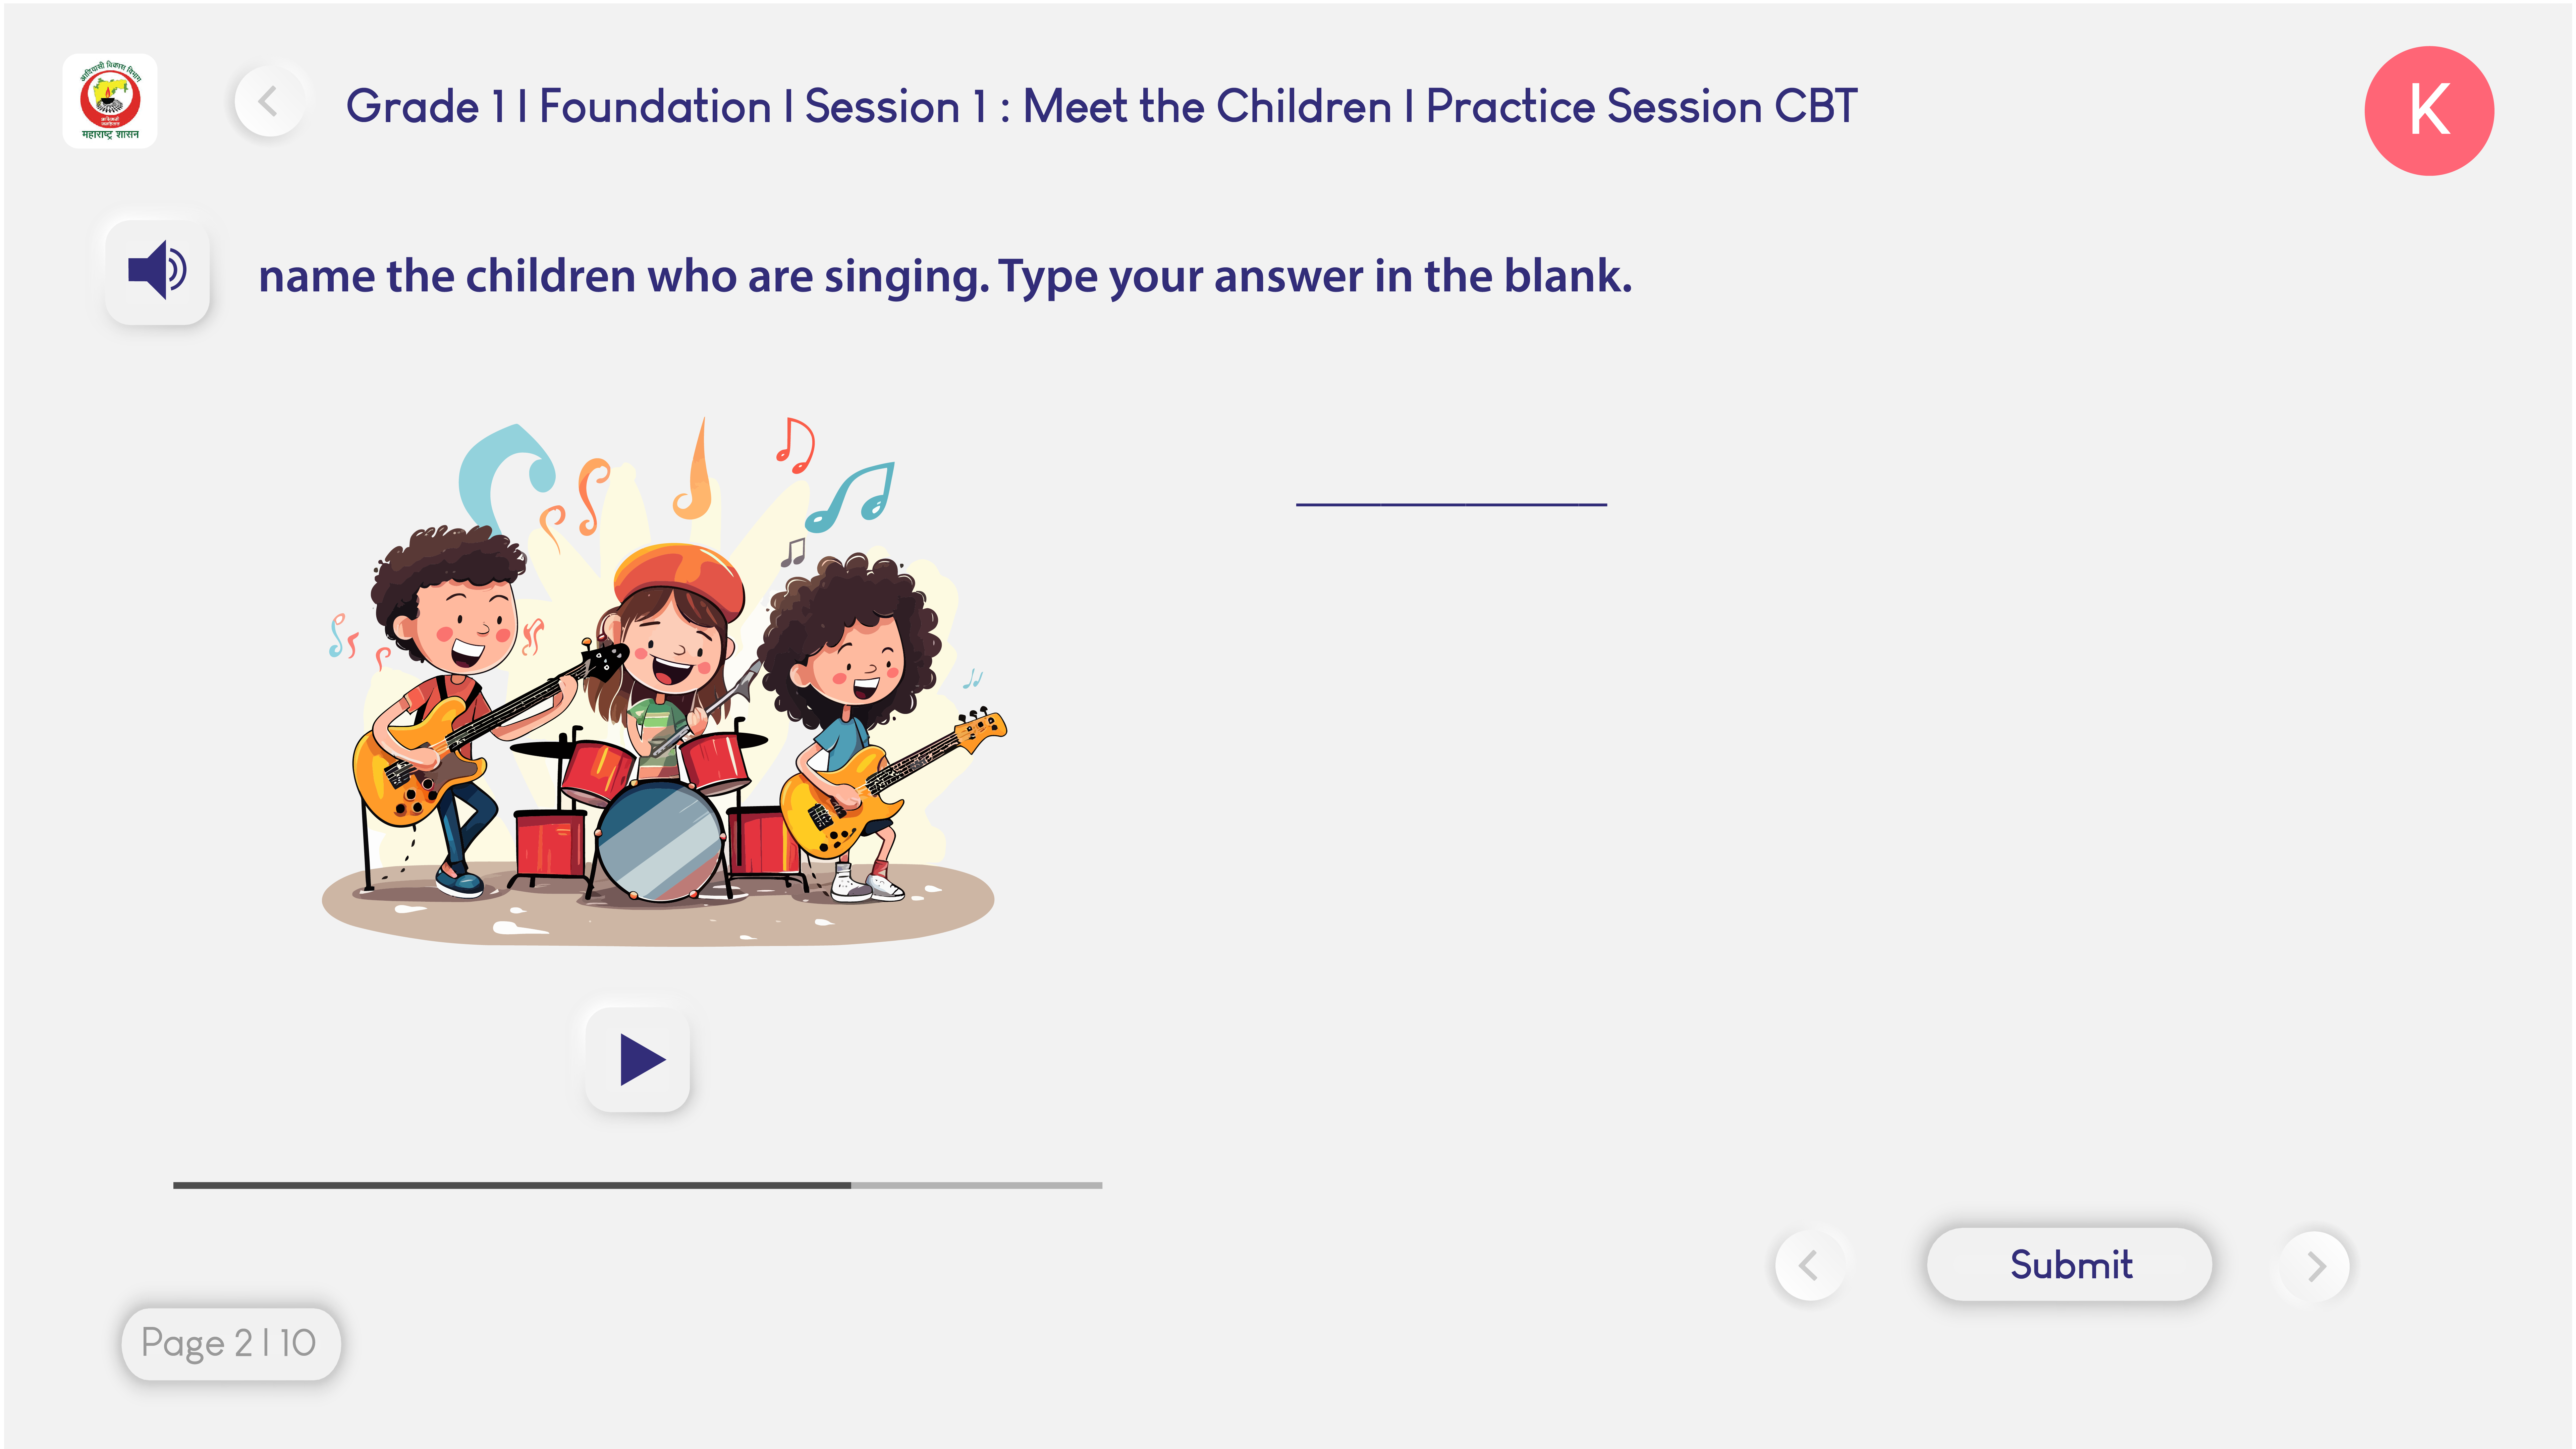 आदिवासी विकास विभाग
महाराष्ट्र शासन
Grade 1 | Foundation | Session 1 : Meet the Children | Practice Session CBT
K
name the children who are singing. Type your answer in the blank.
Submit
Page 2 | 10